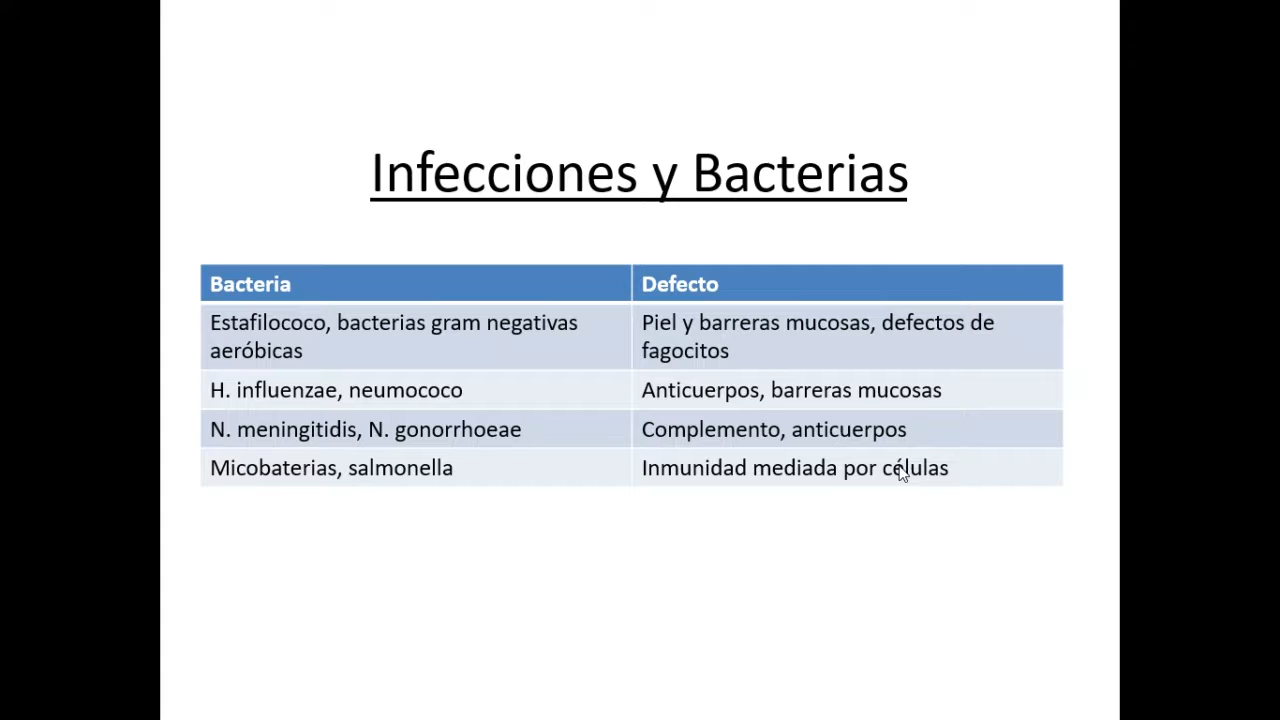 Infecciones y Bacterias
Bacteria
Defecto
Estafilococo, bacterias gram negativas
aeróbicas
Piel y barreras mucosas, defectos de
fagocitos
H. influenzae, neumococo
Anticuerpos, barreras mucosas
N. meningitidis, N. gonorrhoeae
Complemento, anticuerpos
Micobaterias, salmonella
Inmunidad mediada por células